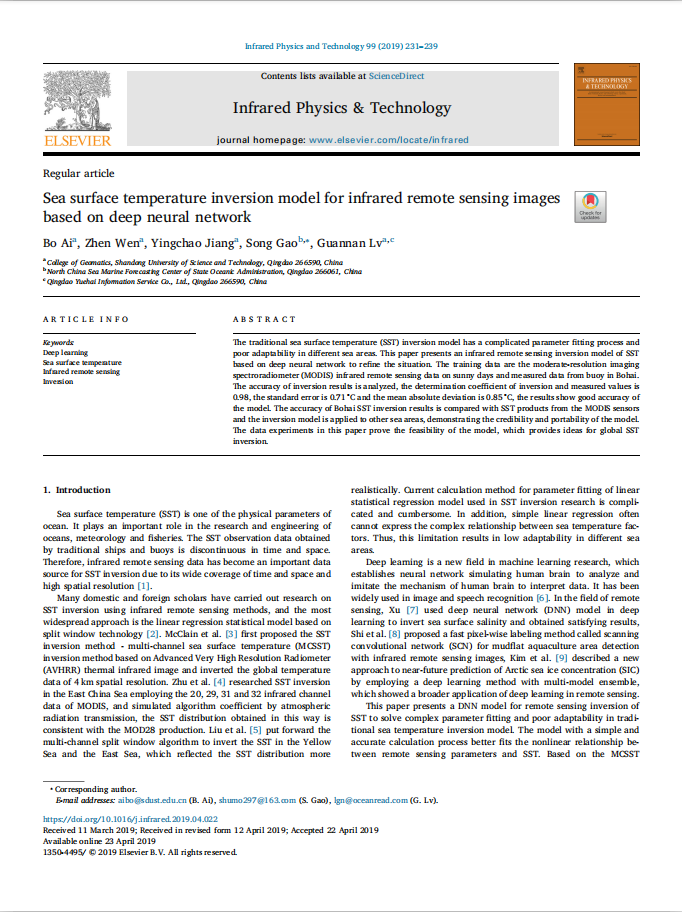 Infrared Physics and Technology 99 (2019) 231–239
Contents lists available at ScienceDirect
Infrared Physics & Technology
journal homepage: www.elsevier.com/locate/infrared
ELSEVIER
INFRARED PHYSICS
& TECHNOLOGY
Regular article
Sea surface temperature inversion model for infrared remote sensing images
based on deep neural network
Check for
updates
Bo Aiᵃ, Zhen Wenᵃ, Yingchao Jiangᵃ, Song Gaoᵇ,⁎, Guannan Lvᵃ,ᶜ
ᵃ College of Geomatics, Shandong University of Science and Technology, Qingdao 266590, China
ᵇ North China Sea Marine Forecasting Center of State Oceanic Administration, Qingdao 266061, China
ᶜ Qingdao Yuehai Information Service Co., Ltd., Qingdao 266590, China
ARTICLE INFO
Keywords:
Deep learning
Sea surface temperature
Infrared remote sensing
Inversion
ABSTRACT
The traditional sea surface temperature (SST) inversion model has a complicated parameter fitting process and
poor adaptability in different sea areas. This paper presents an infrared remote sensing inversion model of SST
based on deep neural network to refine the situation. The training data are the moderate-resolution imaging
spectroradiometer (MODIS) infrared remote sensing data on sunny days and measured data from buoy in Bohai.
The accuracy of inversion results is analyzed, the determination coefficient of inversion and measured values is
0.98, the standard error is 0.71 °C and the mean absolute deviation is 0.85 °C, the results show good accuracy of
the model. The accuracy of Bohai SST inversion results is compared with SST products from the MODIS sensors
and the inversion model is applied to other sea areas, demonstrating the credibility and portability of the model.
The data experiments in this paper prove the feasibility of the model, which provides ideas for global SST
inversion.
1. Introduction
Sea surface temperature (SST) is one of the physical parameters of
ocean. It plays an important role in the research and engineering of
oceans, meteorology and fisheries. The SST observation data obtained
by traditional ships and buoys is discontinuous in time and space.
Therefore, infrared remote sensing data has become an important data
source for SST inversion due to its wide coverage of time and space and
high spatial resolution [1].
Many domestic and foreign scholars have carried out research on
SST inversion using infrared remote sensing methods, and the most
widespread approach is the linear regression statistical model based on
split window technology [2]. McClain et al. [3] first proposed the SST
inversion method - multi-channel sea surface temperature (MCSST)
inversion method based on Advanced Very High Resolution Radiometer
(AVHRR) thermal infrared image and inverted the global temperature
data of 4 km spatial resolution. Zhu et al. [4] researched SST inversion
in the East China Sea employing the 20, 29, 31 and 32 infrared channel
data of MODIS, and simulated algorithm coefficient by atmospheric
radiation transmission, the SST distribution obtained in this way is
consistent with the MOD28 production. Liu et al. [5] put forward the
multi-channel split window algorithm to invert the SST in the Yellow
Sea and the East Sea, which reflected the SST distribution more
realistically. Current calculation method for parameter fitting of linear
statistical regression model used in SST inversion research is compli-
cated and cumbersome. In addition, simple linear regression often
cannot express the complex relationship between sea temperature fac-
tors. Thus, this limitation results in low adaptability in different sea
areas.
Deep learning is a new field in machine learning research, which
establishes neural network simulating human brain to analyze and
imitate the mechanism of human brain to interpret data. It has been
widely used in image and speech recognition [6]. In the field of remote
sensing, Xu [7] used deep neural network (DNN) model in deep
learning to invert sea surface salinity and obtained satisfying results,
Shi et al. [8] proposed a fast pixel-wise labeling method called scanning
convolutional network (SCN) for mudflat aquaculture area detection
with infrared remote sensing images, Kim et al. [9] described a new
approach to near-future prediction of Arctic sea ice concentration (SIC)
by employing a deep learning method with multi-model ensemble,
which showed a broader application of deep learning in remote sensing.
This paper presents a DNN model for remote sensing inversion of
SST to solve complex parameter fitting and poor adaptability in tradi-
tional sea temperature inversion model. The model with a simple and
accurate calculation process better fits the nonlinear relationship be-
tween remote sensing parameters and SST. Based on the MCSST
⁎ Corresponding author.
E-mail addresses: aibo@sdust.edu.cn (B. Ai), shumo297@163.com (S. Gao), lgn@oceanread.com (G. Lv).
https://doi.org/10.1016/j.infrared.2019.04.022
Received 11 March 2019; Received in revised form 12 April 2019; Accepted 22 April 2019
Available online 23 April 2019
1350-4495/ © 2019 Elsevier B.V. All rights reserved.